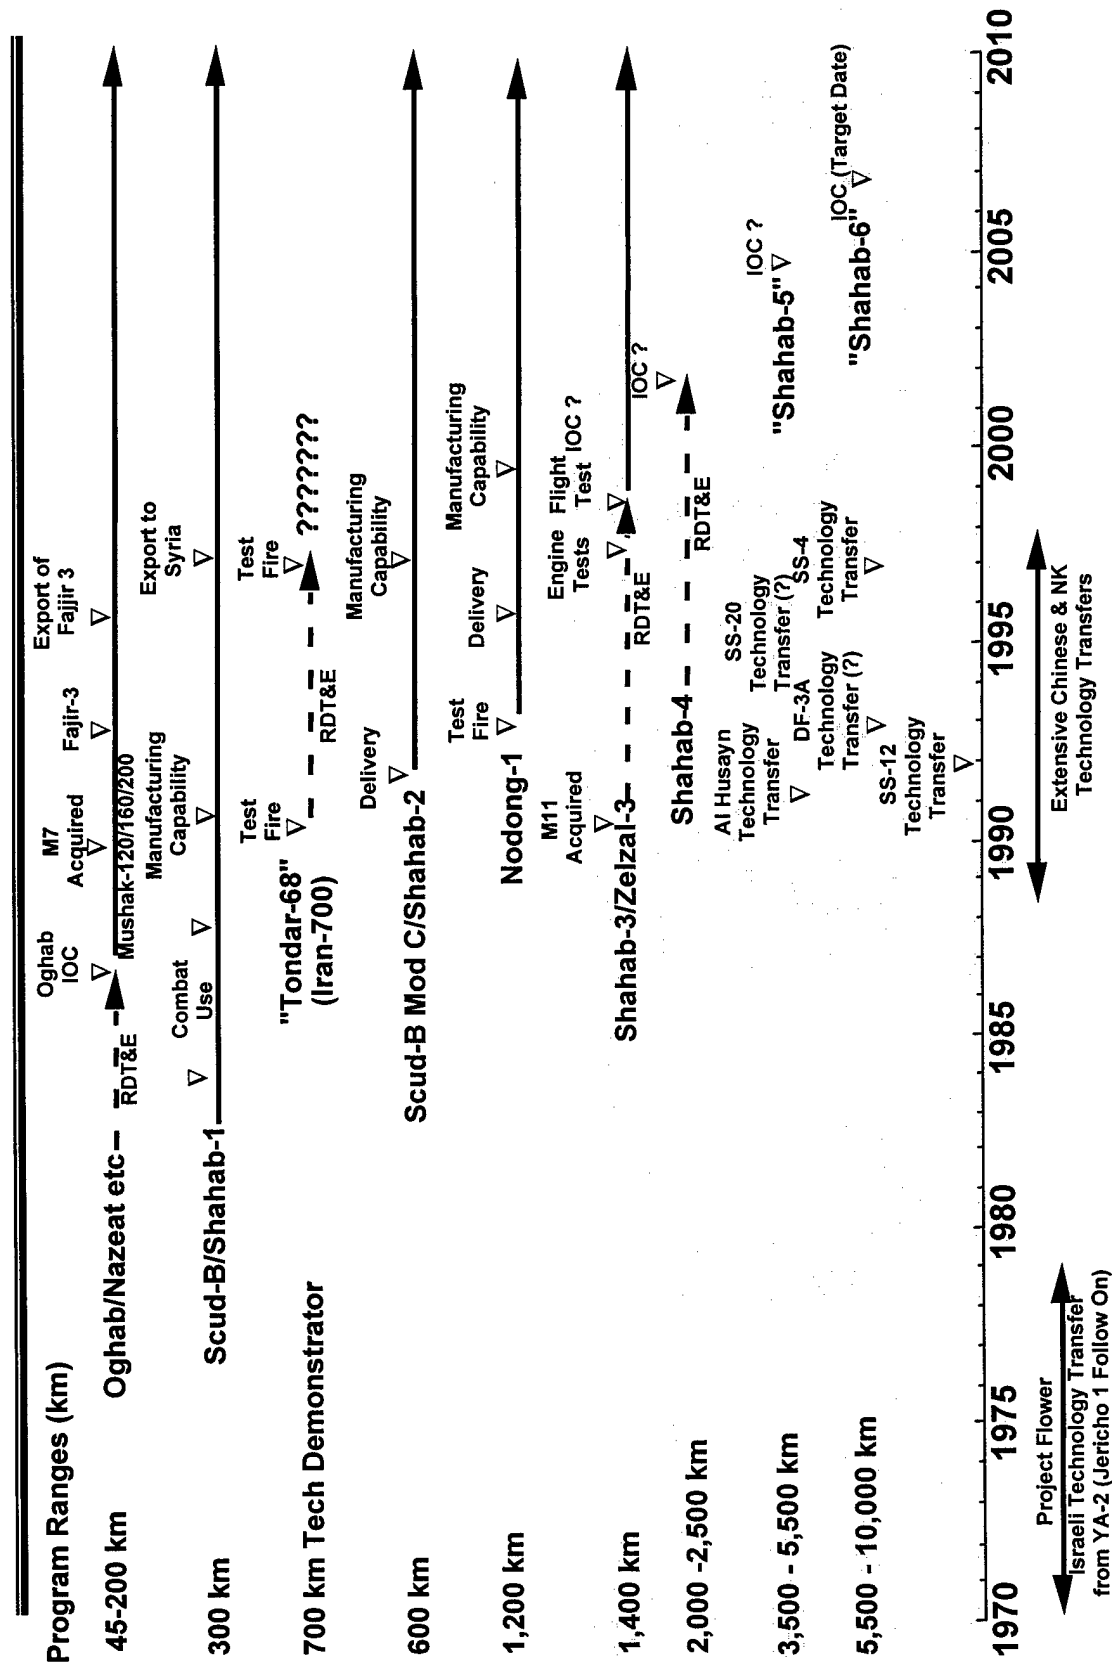 Program Ranges (km)
Oghab
IOC
M7
Acquired
Fajir-3
Export of
Fajjir 3
45-200 km
Oghab/Nazeat etc
RDT&E
Mushak-120/160/200
Combat
Use
Manufacturing
Capability
Export to
Syria
300 km
Scud-B/Shahab-1
Test
Fire
Test
Fire
700 km Tech Demonstrator
"Tondar-68"
(Iran-700)
RDT&E
???????
Delivery
Manufacturing
Capability
600 km
Scud-B Mod C/Shahab-2
Test
Fire
Delivery
Manufacturing
Capability
1,200 km
Nodong-1
M11
Acquired
Engine
Tests
Flight
Test
IOC ?
1,400 km
Shahab-3/Zelzal-3
RDT&E
IOC ?
2,000 -2,500 km
Shahab-4
RDT&E
Al Husayn
Technology
Transfer
SS-20
Technology
Transfer (?)
IOC ?
3,500 - 5,500 km
"Shahab-5"
DF-3A
Technology
Transfer (?)
SS-4
Technology
Transfer
IOC (Target Date)
5,500 - 10,000 km
"Shahab-6"
SS-12
Technology
Transfer
1970
1975
1980
1985
1990
1995
2000
2005
2010
Project Flower
Israeli Technology Transfer
from YA-2 (Jericho 1 Follow On)
Extensive Chinese & NK
Technology Transfers